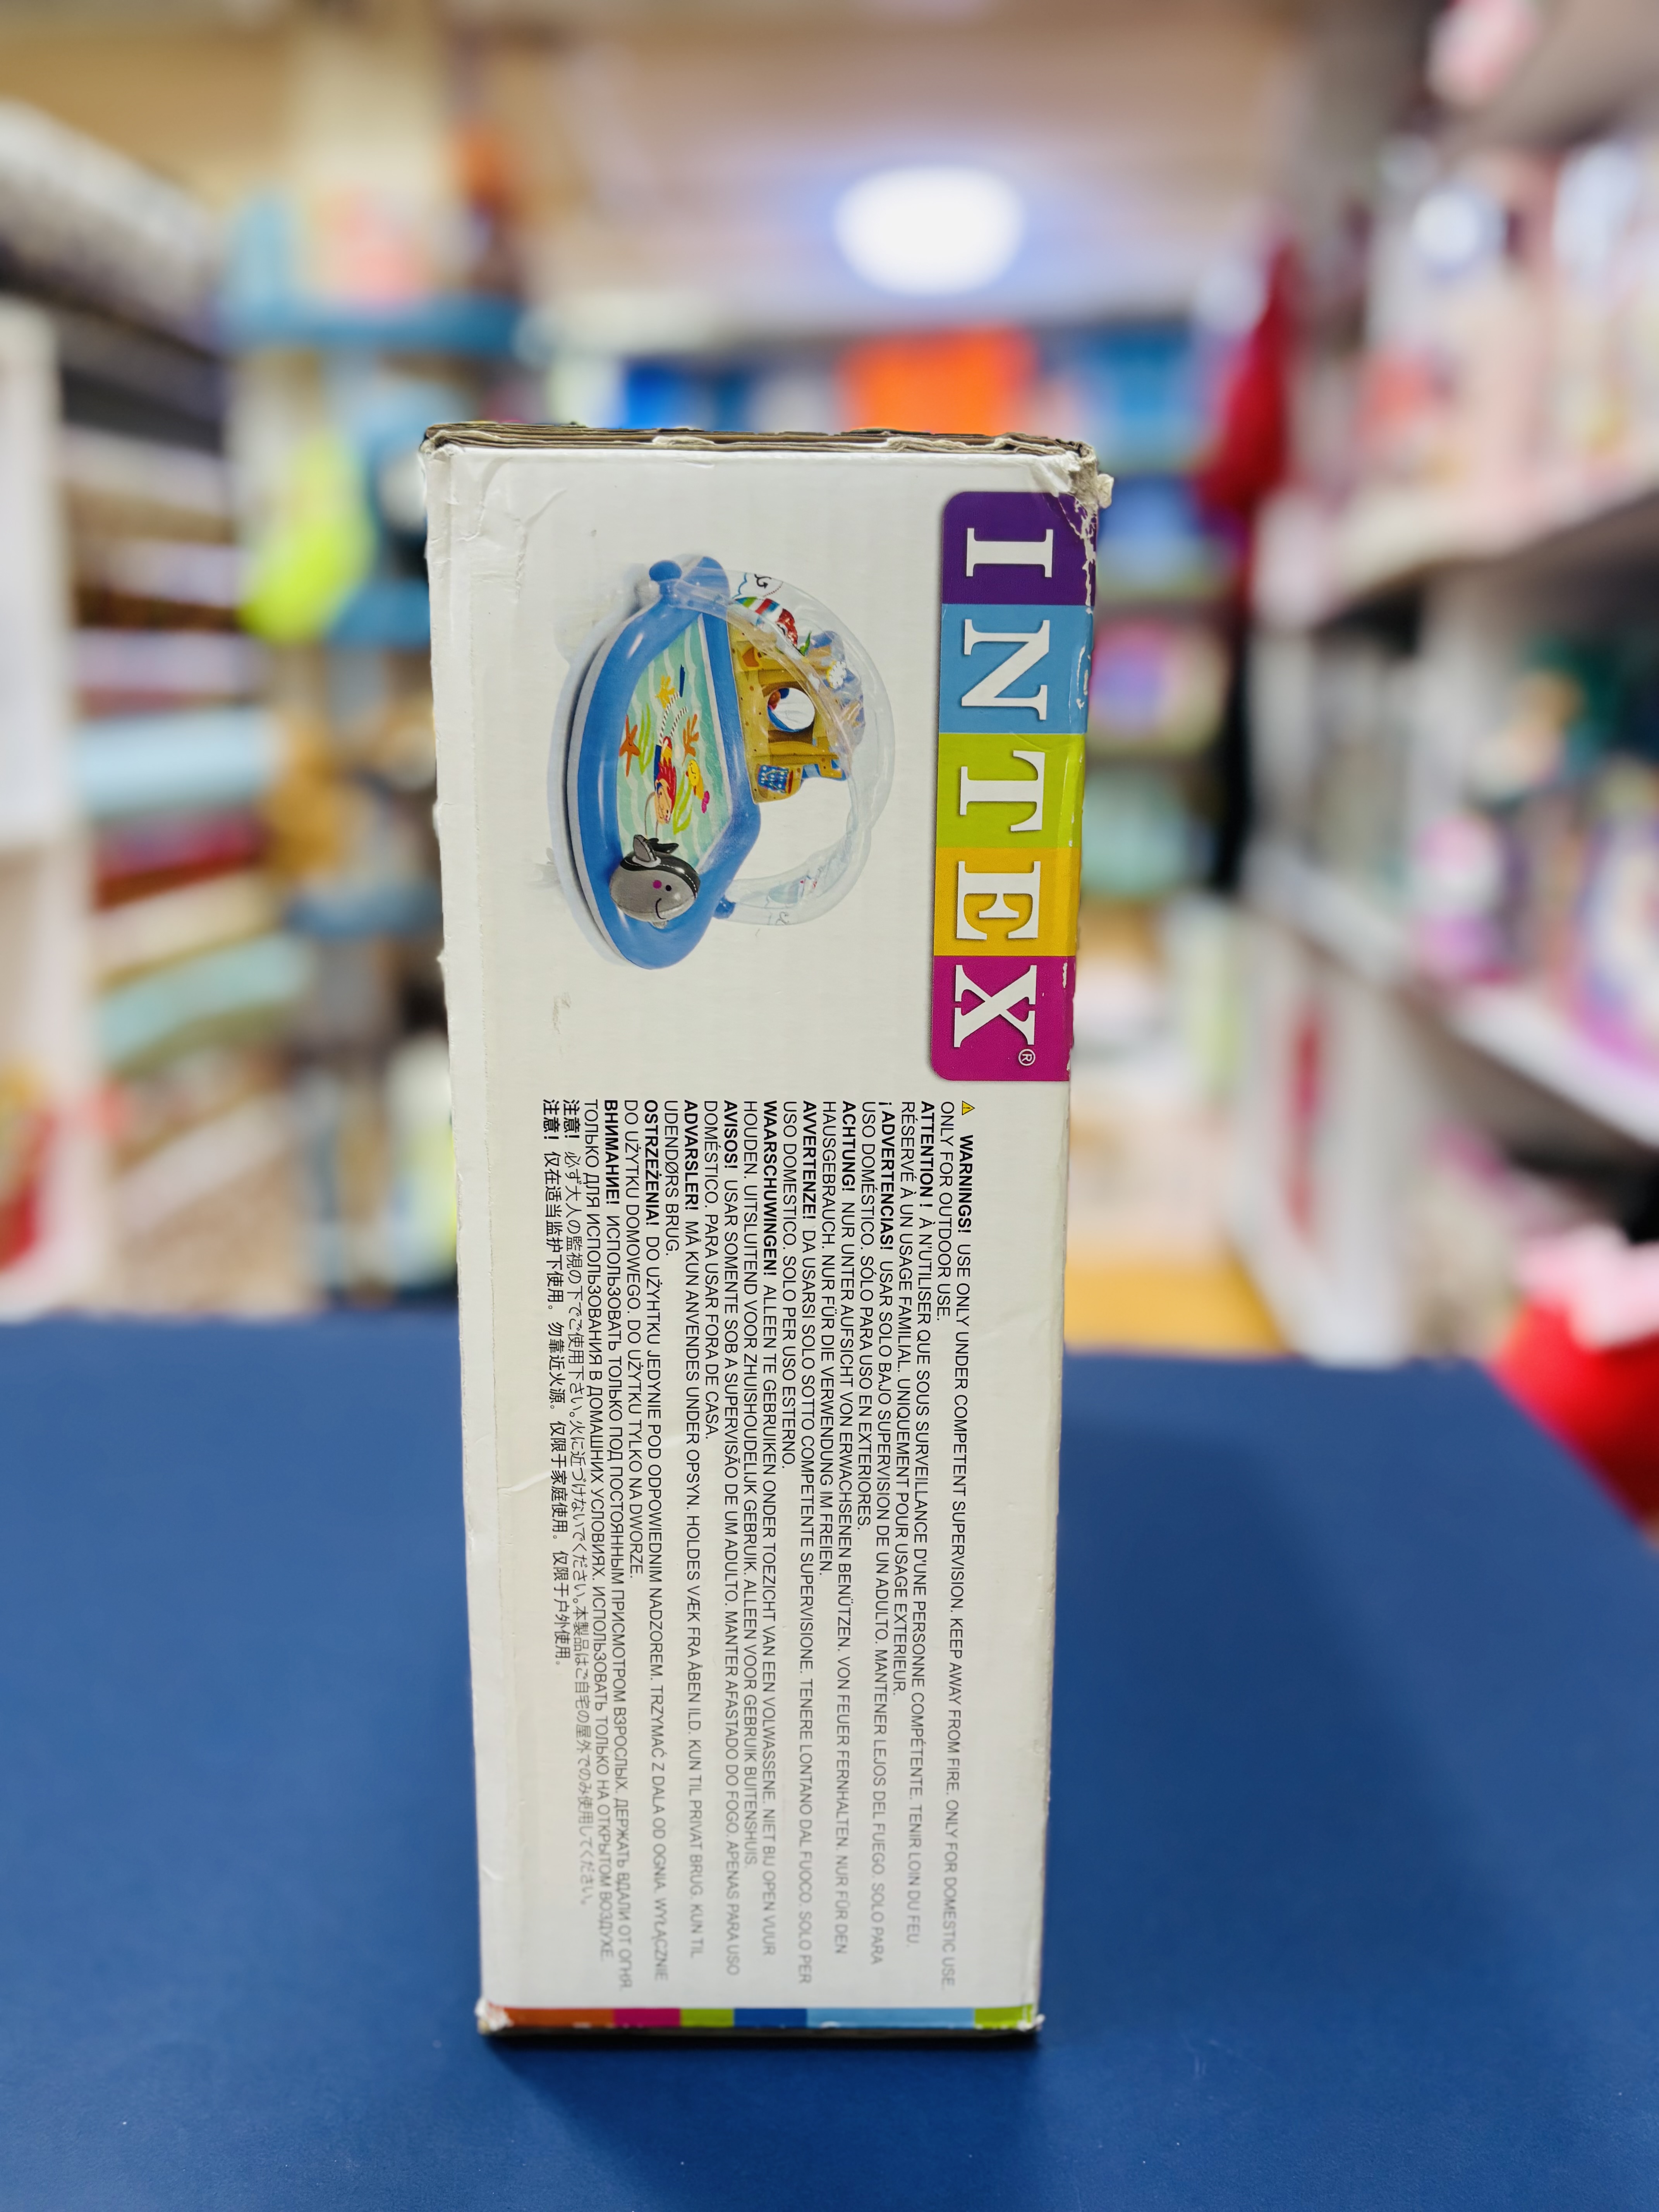 INTEX®
⚠ WARNINGS! USE ONLY UNDER COMPETENT SUPERVISION. KEEP AWAY FROM FIRE. ONLY FOR DOMESTIC USE.
ONLY FOR OUTDOOR USE.
ATTENTION ! À N'UTILISER QUE SOUS SURVEILLANCE D'UNE PERSONNE COMPÉTENTE. TENIR LOIN DU FEU.
RÉSERVÉ À UN USAGE FAMILIAL. UNIQUEMENT POUR USAGE EXTERIEUR.
¡ADVERTENCIAS! USAR SOLO BAJO SUPERVISION DE UN ADULTO. MANTENER LEJOS DEL FUEGO. SOLO PARA
USO DOMÉSTICO. SÓLO PARA USO EN EXTERIORES.
ACHTUNG! NUR UNTER AUFSICHT VON ERWACHSENEN BENÜTZEN. VON FEUER FERNHALTEN. NUR FÜR DEN
HAUSGEBRAUCH. NUR FÜR DIE VERWENDUNG IM FREIEN.
AVVERTENZE! DA USARSI SOLO SOTTO COMPETENTE SUPERVISIONE. TENERE LONTANO DAL FUOCO. SOLO PER
USO DOMESTICO. SOLO PER USO ESTERNO.
WAARSCHUWINGEN! ALLEEN TE GEBRUIKEN ONDER TOEZICHT VAN EEN VOLWASSENE. NIET BIJ OPEN VUUR
HOUDEN. UITSLUITEND VOOR ZHUISHOUDELIJK GEBRUIK. ALLEEN VOOR GEBRUIK BUITENSHUIS.
AVISOS! USAR SOMENTE SOB A SUPERVISÃO DE UM ADULTO. MANTER AFASTADO DO FOGO. APENAS PARA USO
DOMÉSTICO. PARA USAR FORA DE CASA.
ADVARSLER! MÅ KUN ANVENDES UNDER OPSYN. HOLDES VÆK FRA ÅBEN ILD. KUN TIL PRIVAT BRUG. KUN TIL
UDENDØRS BRUG.
OSTRZEŻENIA! DO UŻYHTKU JEDYNIE POD ODPOWIEDNIM NADZOREM. TRZYMAĆ Z DALA OD OGNIA. WYŁĄCZNIE
DO UŻYTKU DOMOWEGO. DO UŻYTKU TYLKO NA DWORZE.
ВНИМАНИЕ! ИСПОЛЬЗОВАТЬ ТОЛЬКО ПОД ПОСТОЯННЫМ ПРИСМОТРОМ ВЗРОСЛЫХ. ДЕРЖАТЬ ВДАЛИ ОТ ОГНЯ.
ТОЛЬКО ДЛЯ ИСПОЛЬЗОВАНИЯ В ДОМАШНИХ УСЛОВИЯХ. ИСПОЛЬЗОВАТЬ ТОЛЬКО НА ОТКРЫТОМ ВОЗДУХЕ.
注意! 必ず大人の監視の下でご使用下さい。火に近づけないでください。本製品はご自宅の屋外でのみ使用してください。
注意! 仅在适当监护下使用。勿靠近火源。仅限于家庭使用。仅限于户外使用。